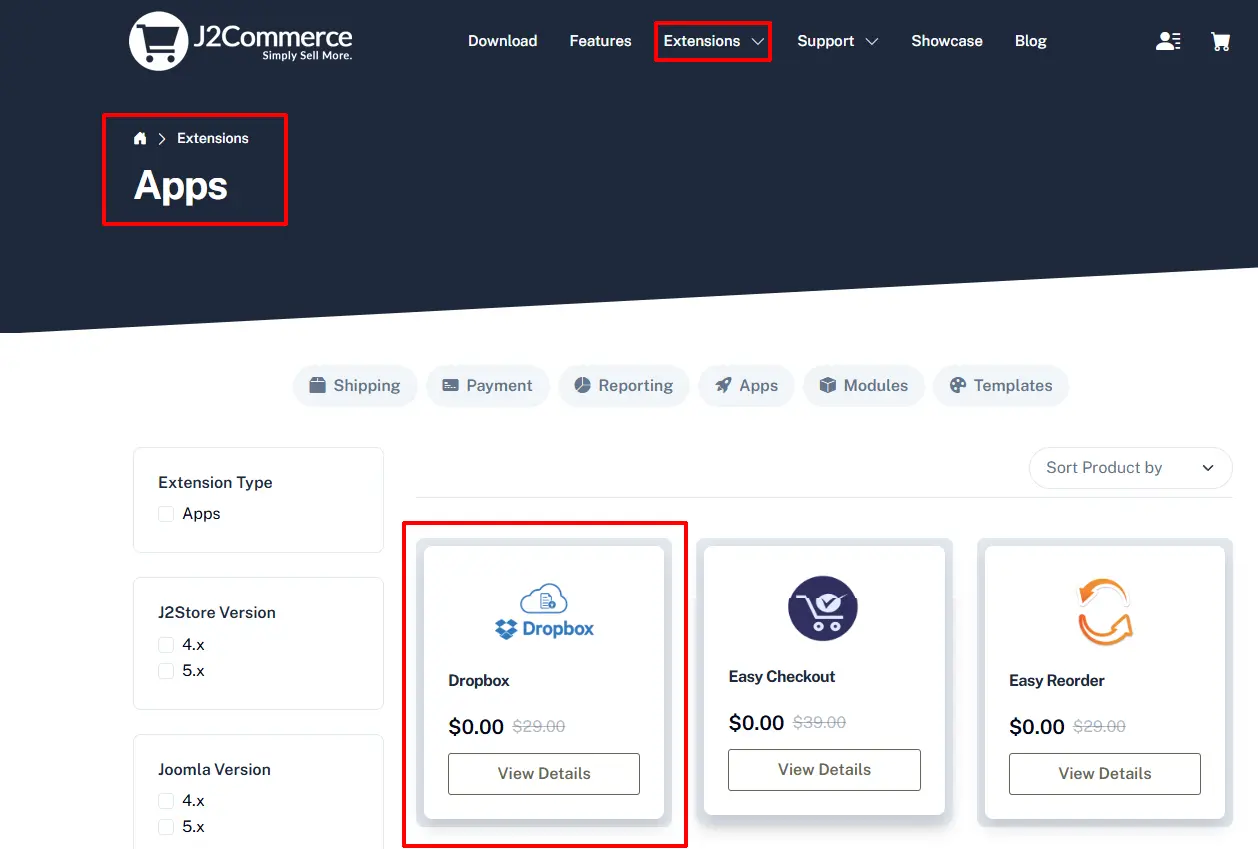 J2Commerce
Simply Sell More.
Download Features Extensions Support Showcase Blog
Extensions
Apps
Shipping Payment Reporting Apps Modules Templates
Extension Type
Apps
J2Store Version
4.x
5.x
Joomla Version
4.x
5.x
Sort Product by
Dropbox
Dropbox
$0.00 $29.00
View Details
Easy Checkout
$0.00 $39.00
View Details
Easy Reorder
$0.00 $29.00
View Details